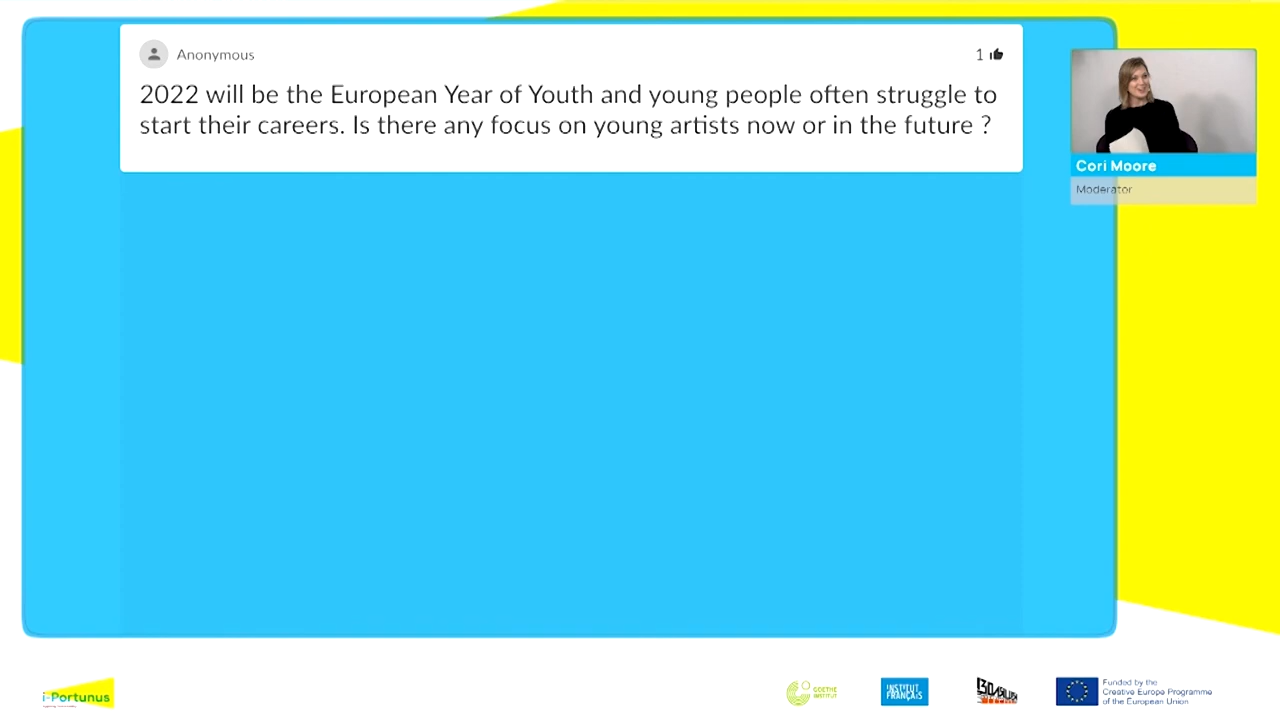 Anonymous
1
2022 will be the European Year of Youth and young people often struggle to
start their careers. Is there any focus on young artists now or in the future ?
Cori Moore
Moderator
i-Portunus
GOETHE
INSTITUT
INSTITUT
FRANÇAIS
Funded by the
Creative Europe Programme
of the European Union